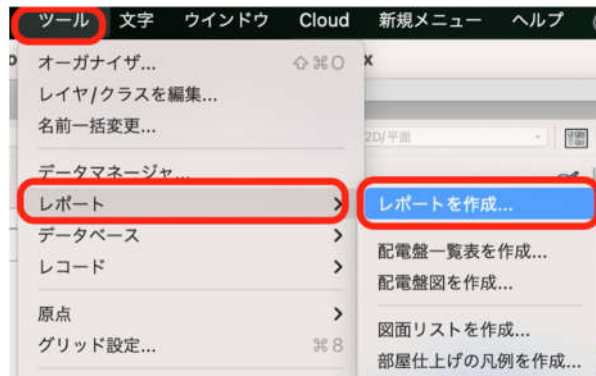 ツール 文字 ウインドウ Cloud 新規メニュー ヘルプ
オーガナイザ... ⇧⌘O
レイヤ/クラスを編集...
名前一括変更...
2D/平面
データマネージャ...
レポート >
レポートを作成...
データベース >
配電盤一覧表を作成...
レコード >
配電盤図を作成...
原点 >
図面リストを作成...
グリッド設定... ⌘8
部屋仕上げの凡例を作成...